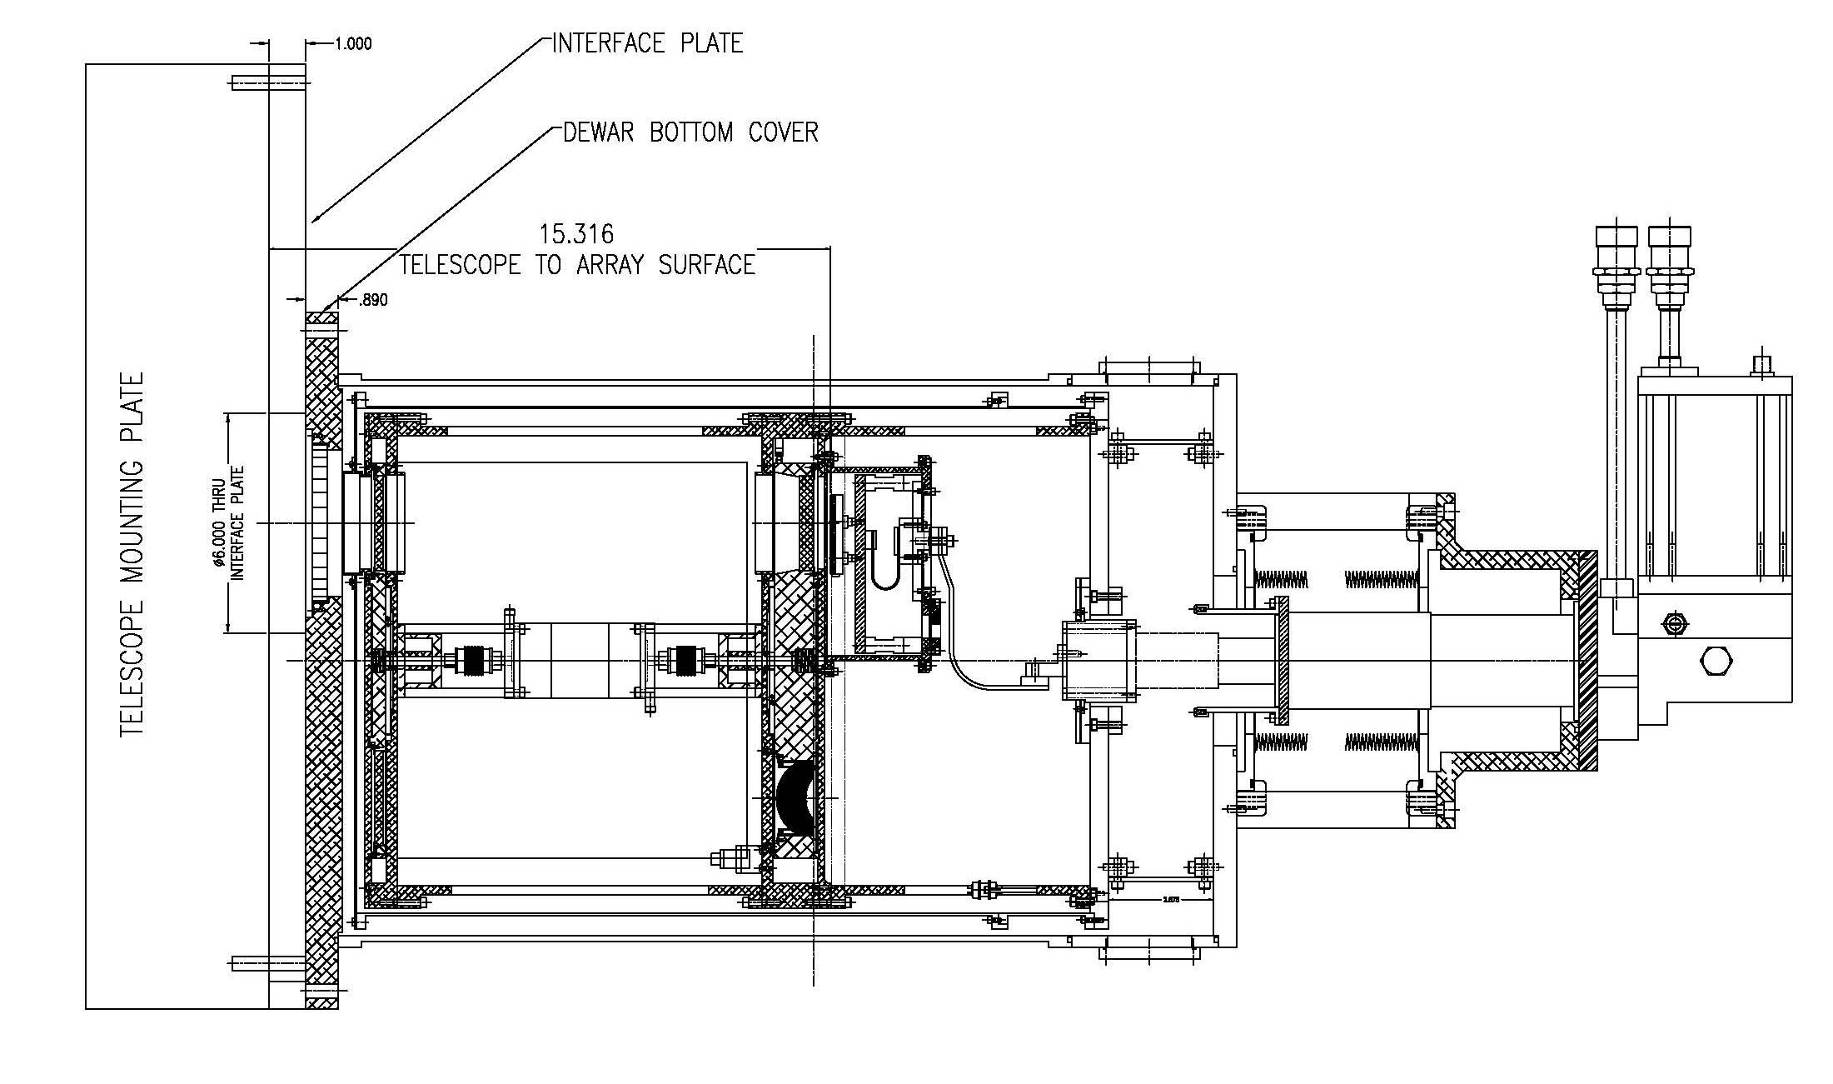 1.000
INTERFACE PLATE
DEWAR BOTTOM COVER
15.316
TELESCOPE TO ARRAY SURFACE
.890
TELESCOPE MOUNTING PLATE
ø6.000 THRU
INTERFACE PLATE